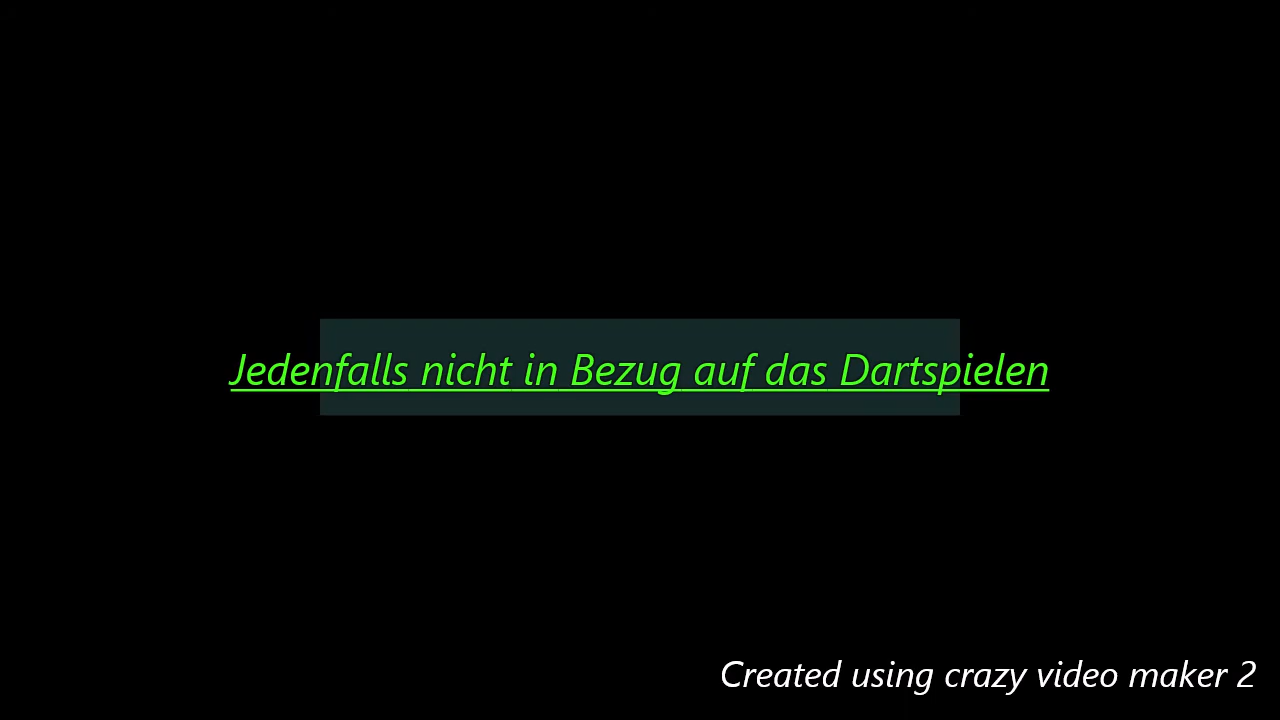 Jedenfalls nicht in Bezug auf das Dartspielen
Created using crazy video maker 2